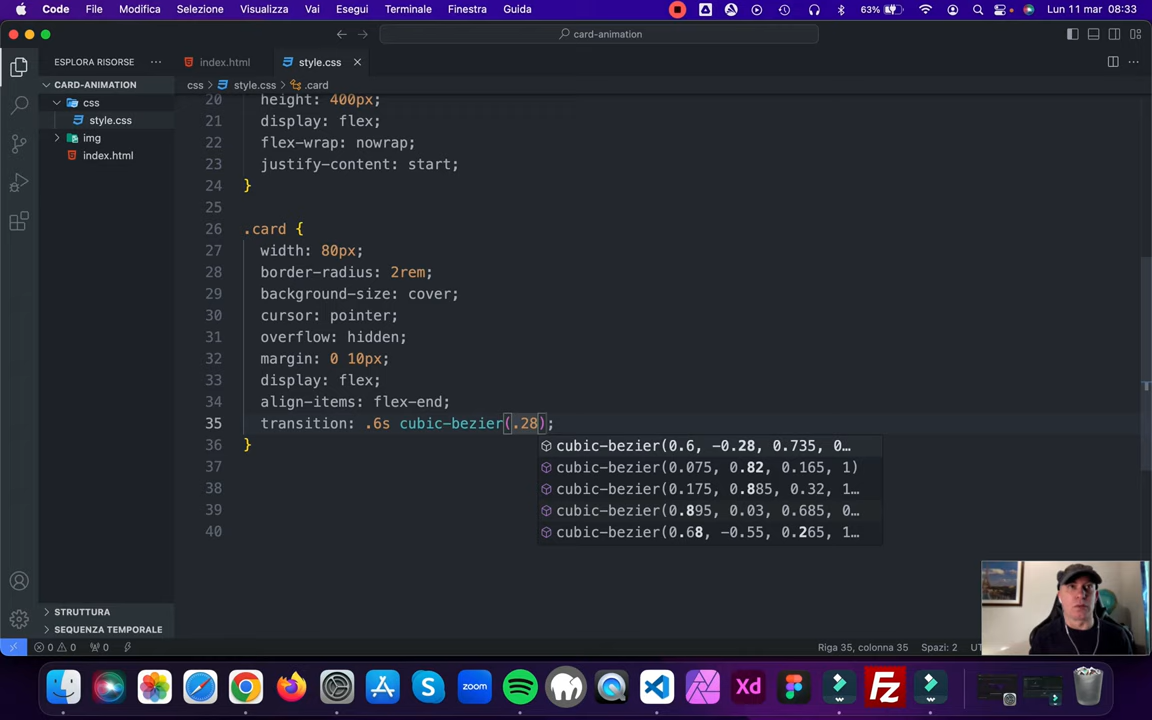 Code File Modifica Selezione Visualizza Vai Esegui Terminale Finestra Guida 63% Lun 11 mar 08:33
card-animation
ESPLORA RISORSE
index.html style.css
CARD-ANIMATION
css > style.css > .card
css
style.css
img
index.html
20 height: 400px;
21 display: flex;
22 flex-wrap: nowrap;
23 justify-content: start;
24 }
25
26 .card {
27 width: 80px;
28 border-radius: 2rem;
29 background-size: cover;
30 cursor: pointer;
31 overflow: hidden;
32 margin: 0 10px;
33 display: flex;
34 align-items: flex-end;
35 transition: .6s cubic-bezier(.28);
36 }
cubic-bezier(0.6, -0.28, 0.735, 0…
37
cubic-bezier(0.075, 0.82, 0.165, 1)
38
cubic-bezier(0.175, 0.885, 0.32, 1…
39
cubic-bezier(0.895, 0.03, 0.685, 0…
40
cubic-bezier(0.68, -0.55, 0.265, 1…
STRUTTURA
SEQUENZA TEMPORALE
0 0 0 Riga 35, colonna 35 Spazi: 2
zoom Xd Fz